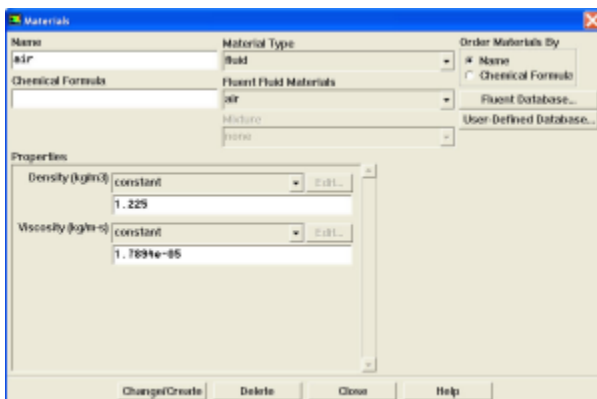 Materials
Name
air
Material Type
fluid
Order Materials By
Name
Chemical Formula
Chemical Formula
Fluent Fluid Materials
air
Fluent Database...
Mixture
none
User-Defined Database...
Properties
Density (kg/m3)
constant
Edit...
1.225
Viscosity (kg/m-s)
constant
Edit...
1.7894e-05
Change/Create
Delete
Close
Help